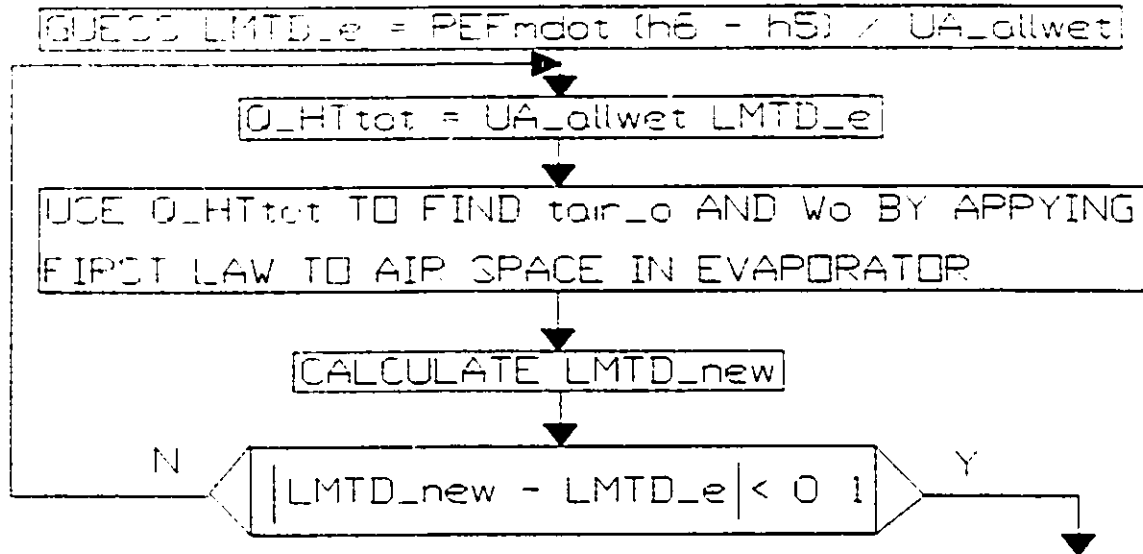 GUESS LMTD_e = PEFmdot (h6 - h5) / UA_allwet
Q_HTtot = UA_allwet LMTD_e
USE Q_HTtot TO FIND tair_o AND Wo BY APPYING
FIRST LAW TO AIR SPACE IN EVAPORATOR
CALCULATE LMTD_new
N
|LMTD_new - LMTD_e| < 0 1
Y